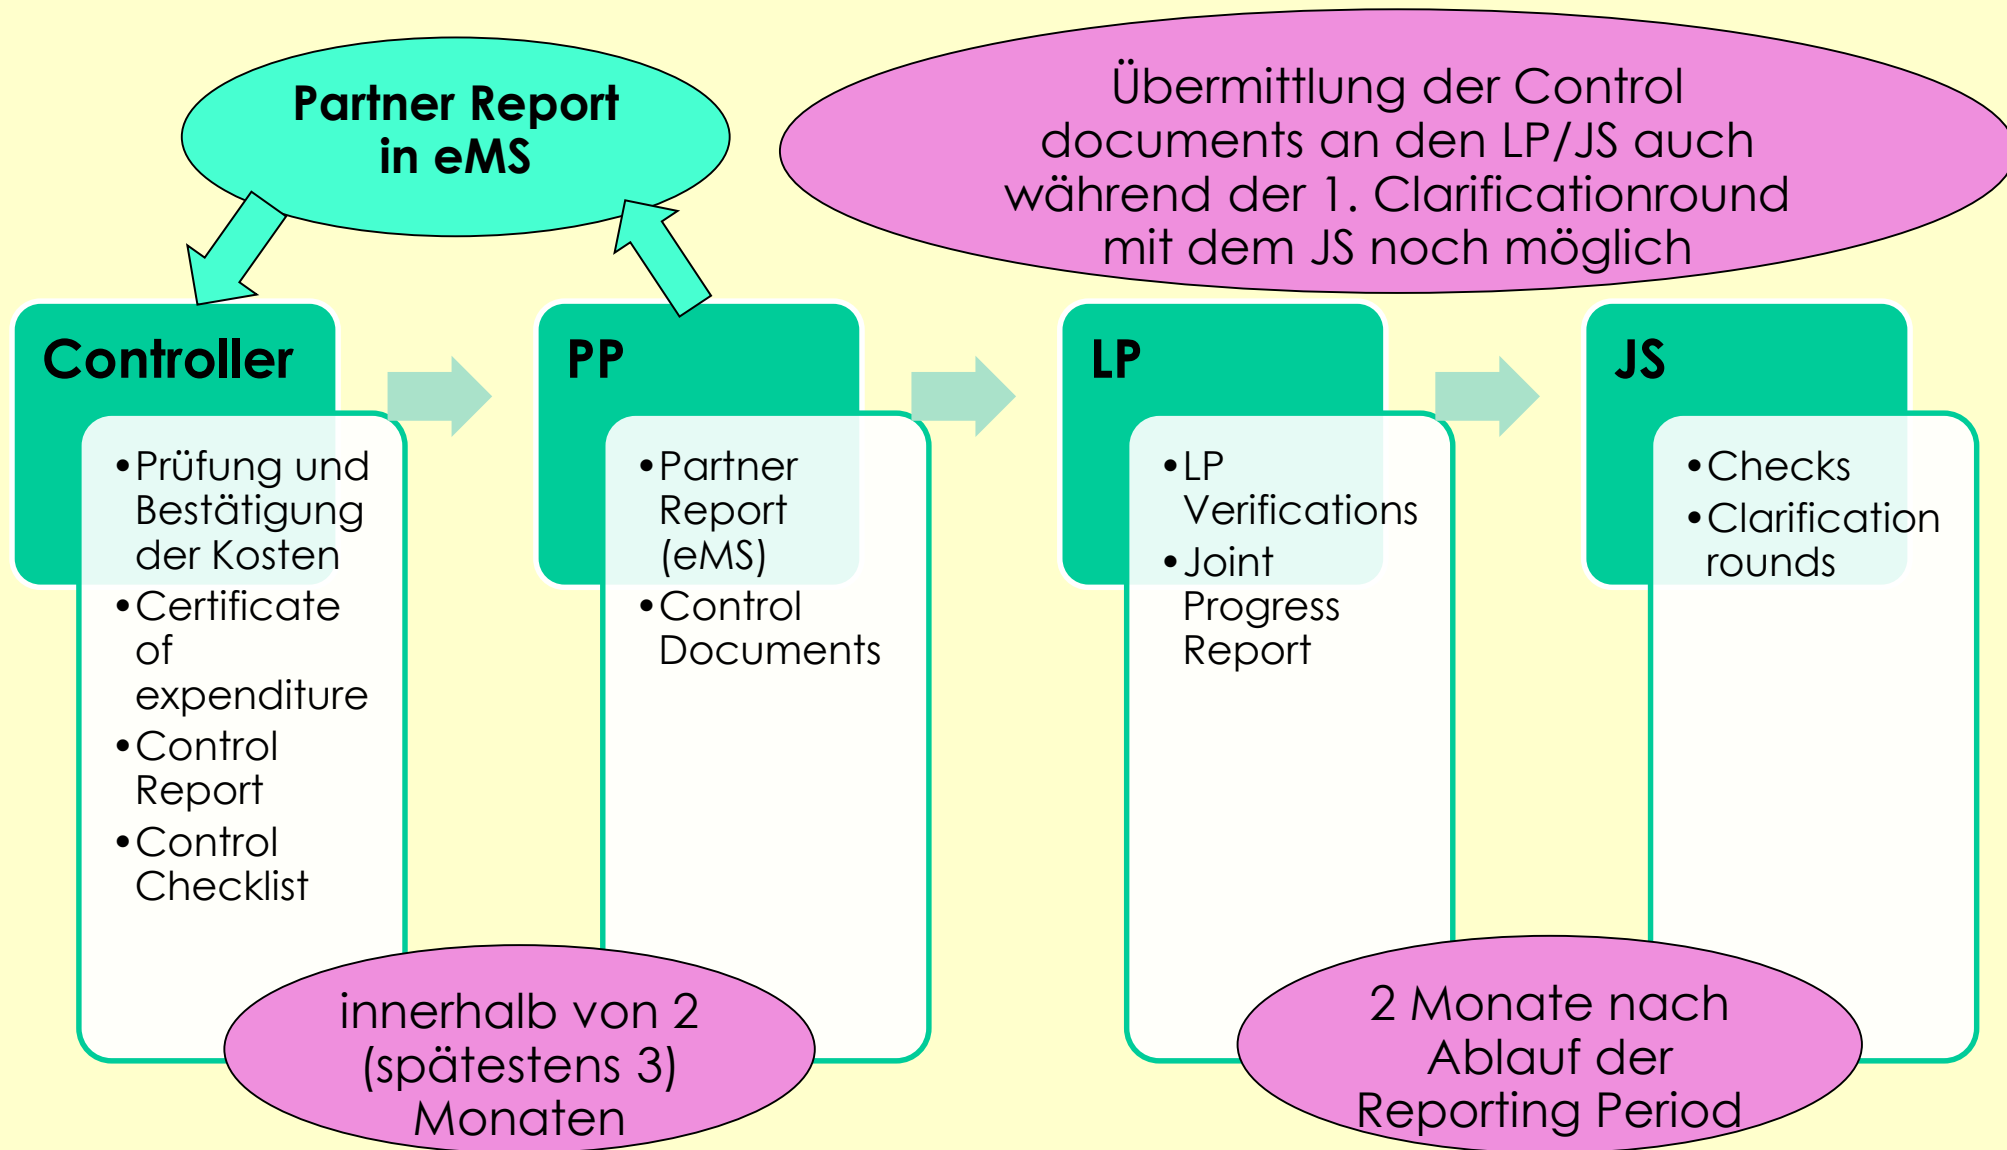 Partner Report
in eMS
Übermittlung der Control
documents an den LP/JS auch
während der 1. Clarificationround
mit dem JS noch möglich
Controller
•Prüfung und
Bestätigung
der Kosten
•Certificate
of
expenditure
•Control
Report
•Control
Checklist
PP
•Partner
Report
(eMS)
•Control
Documents
LP
•LP
Verifications
•Joint
Progress
Report
JS
•Checks
•Clarification
rounds
innerhalb von 2
(spätestens 3)
Monaten
2 Monate nach
Ablauf der
Reporting Period